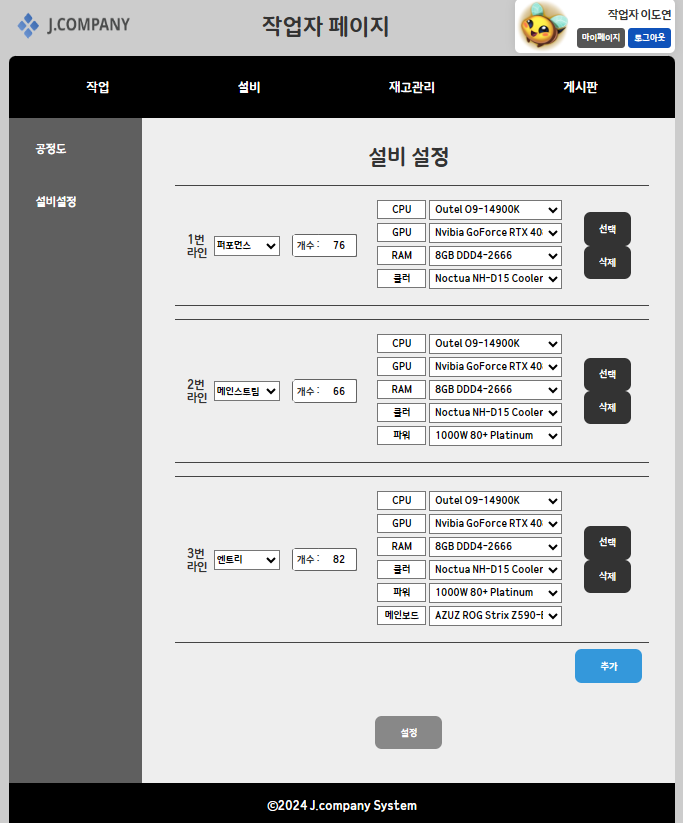 J.COMPANY
작업자 페이지
작업자 이도연
마이페이지 로그아웃
작업 설비 재고관리 게시판
공정도
설비설정
설비 설정
1번
라인
퍼포먼스
개수 : 76
CPU Outel O9-14900K
GPU Nvibia GoForce RTX 40
RAM 8GB DDD4-2666
쿨러 Noctua NH-D15 Cooler
선택
삭제
2번
라인
메인스트림
개수 : 66
CPU Outel O9-14900K
GPU Nvibia GoForce RTX 40
RAM 8GB DDD4-2666
쿨러 Noctua NH-D15 Cooler
파워 1000W 80+ Platinum
선택
삭제
3번
라인
엔트리
개수 : 82
CPU Outel O9-14900K
GPU Nvibia GoForce RTX 40
RAM 8GB DDD4-2666
쿨러 Noctua NH-D15 Cooler
파워 1000W 80+ Platinum
메인보드 AZUZ ROG Strix Z590-E
선택
삭제
추가
설정
©2024 J.company System